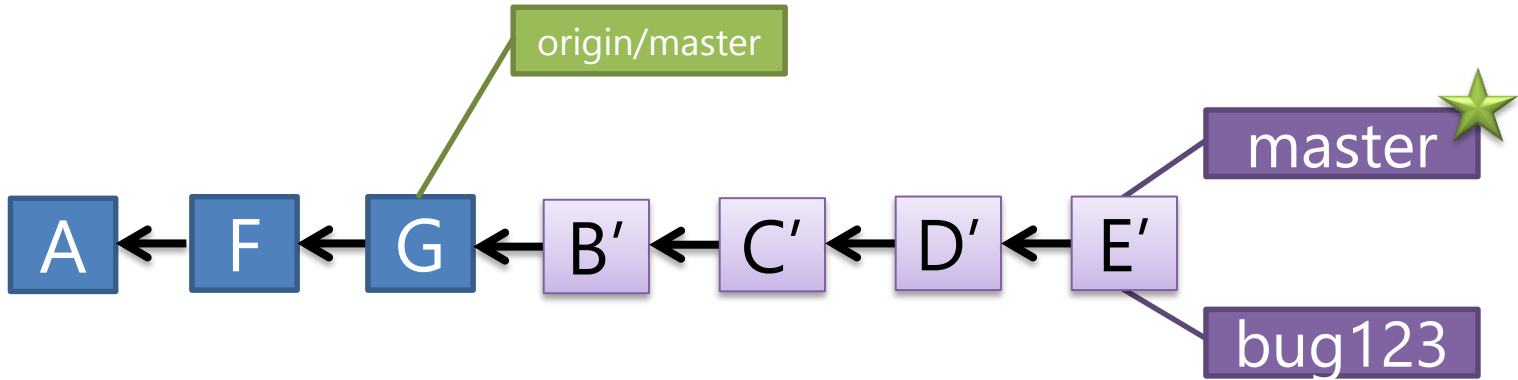 origin/master
master
A F G B’ C’ D’ E’
bug123